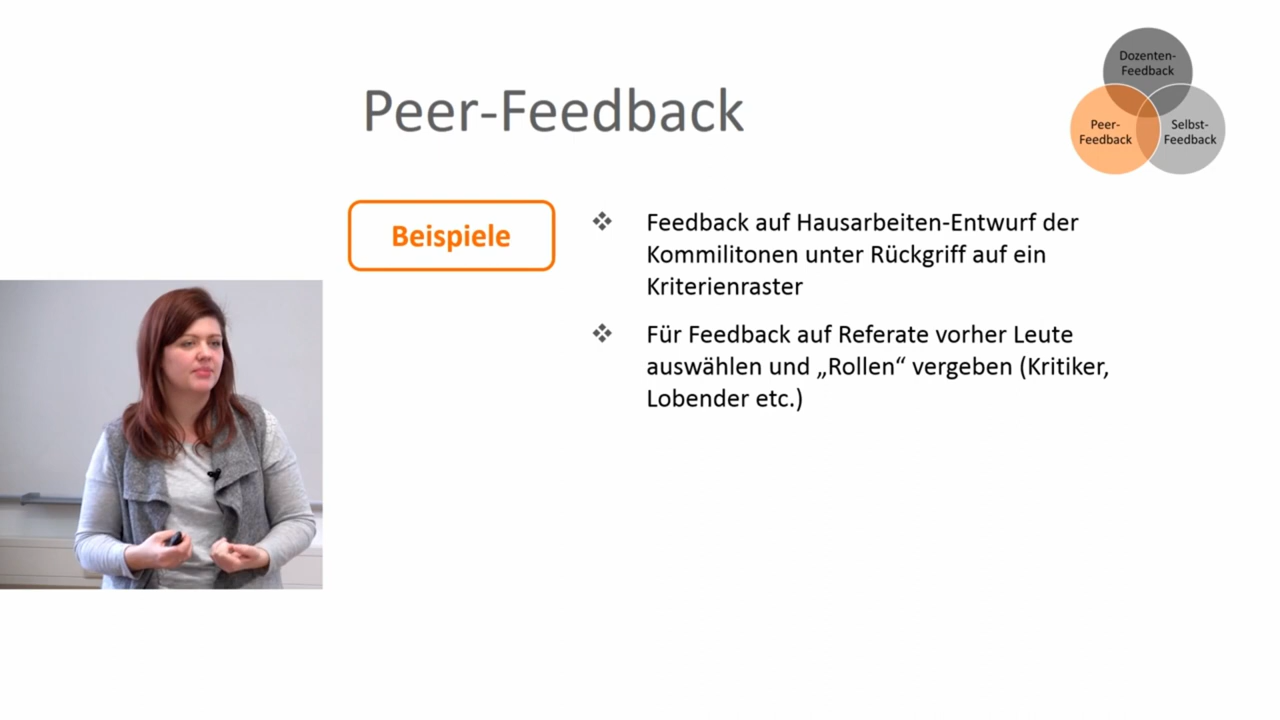 Peer-Feedback
Dozenten-
Feedback
Peer-
Feedback
Selbst-
Feedback
Beispiele
❖ Feedback auf Hausarbeiten-Entwurf der
Kommilitonen unter Rückgriff auf ein
Kriterienraster
❖ Für Feedback auf Referate vorher Leute
auswählen und „Rollen“ vergeben (Kritiker,
Lobender etc.)